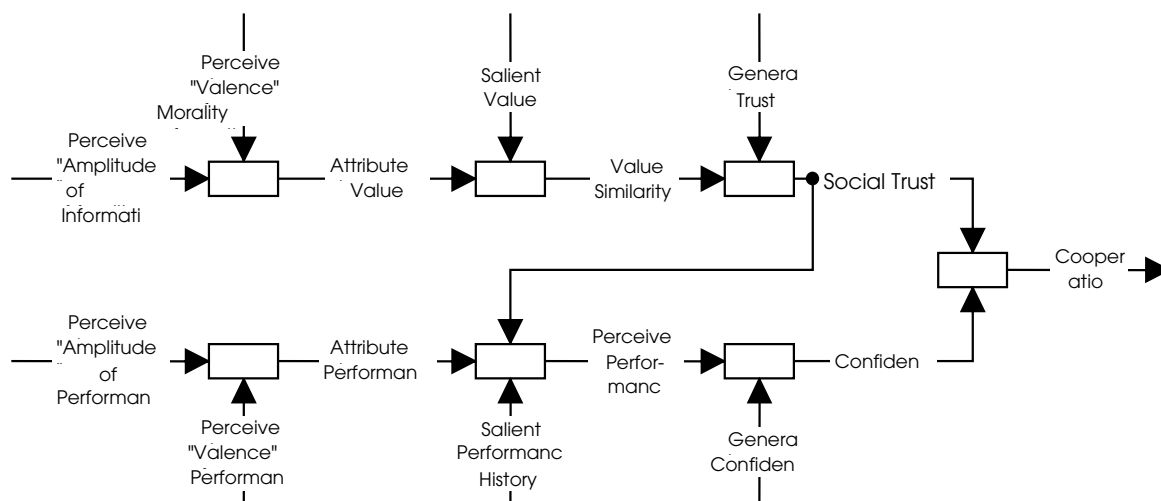 Perceive
"Valence"
Morality
Salient
Value
Genera
Trust
Perceive
"Amplitude
of
Informati
Attribute
Value
Value
Similarity
Social Trust
Cooper
atio
Perceive
"Amplitude
of
Performan
Attribute
Performan
Perceive
Perfor-
manc
Confiden
Perceive
"Valence"
Performan
Salient
Performanc
History
Genera
Confiden